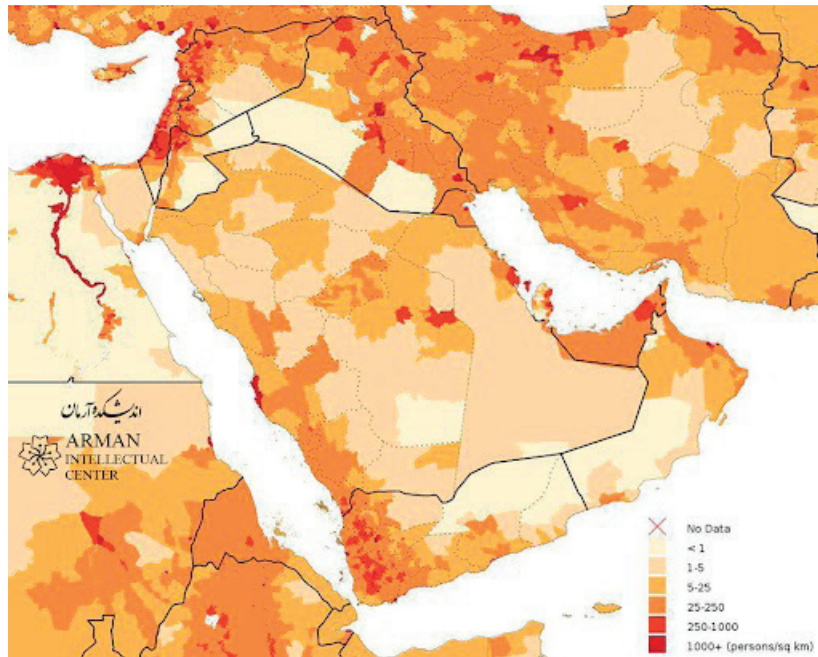 اندیشکده آرمان
ARMAN
INTELLECTUAL
CENTER
No Data
< 1
1-5
5-25
25-250
250-1000
1000+ (persons/sq km)